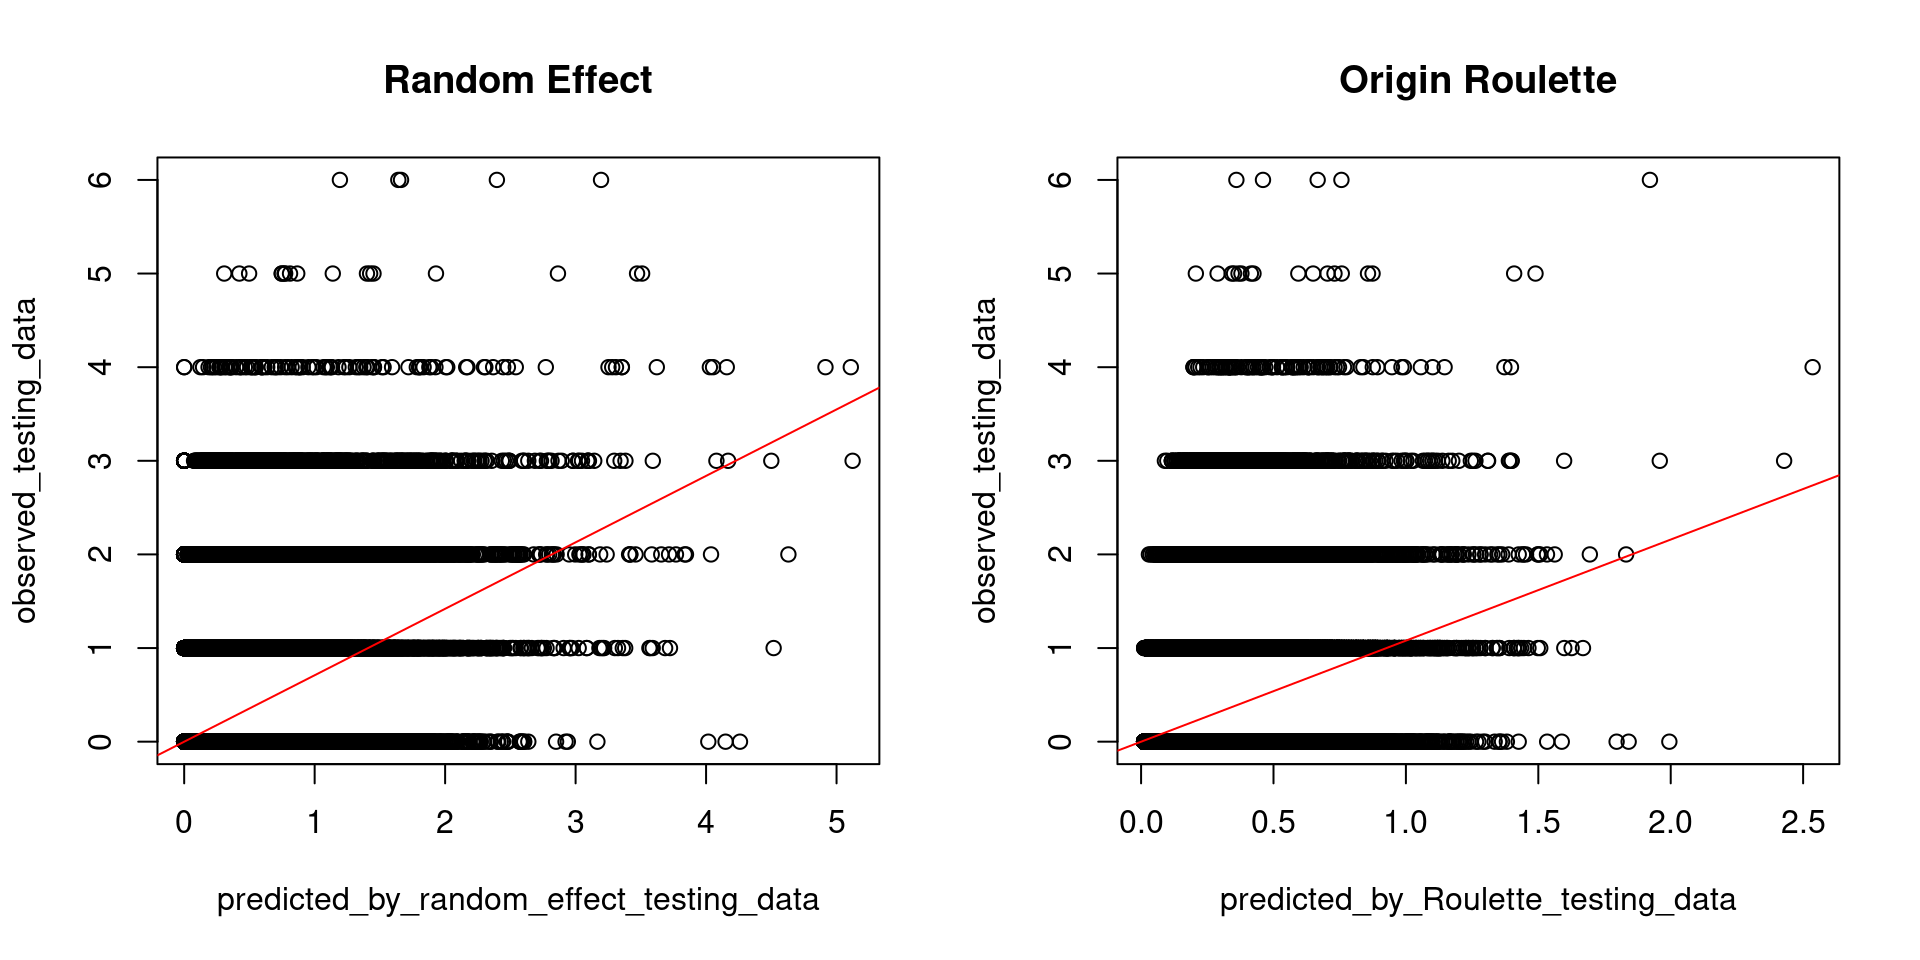 Random Effect
observed_testing_data
6
5
4
3
2
1
0
0 1 2 3 4 5
predicted_by_random_effect_testing_data
Origin Roulette
observed_testing_data
6
5
4
3
2
1
0
0.0 0.5 1.0 1.5 2.0 2.5
predicted_by_Roulette_testing_data